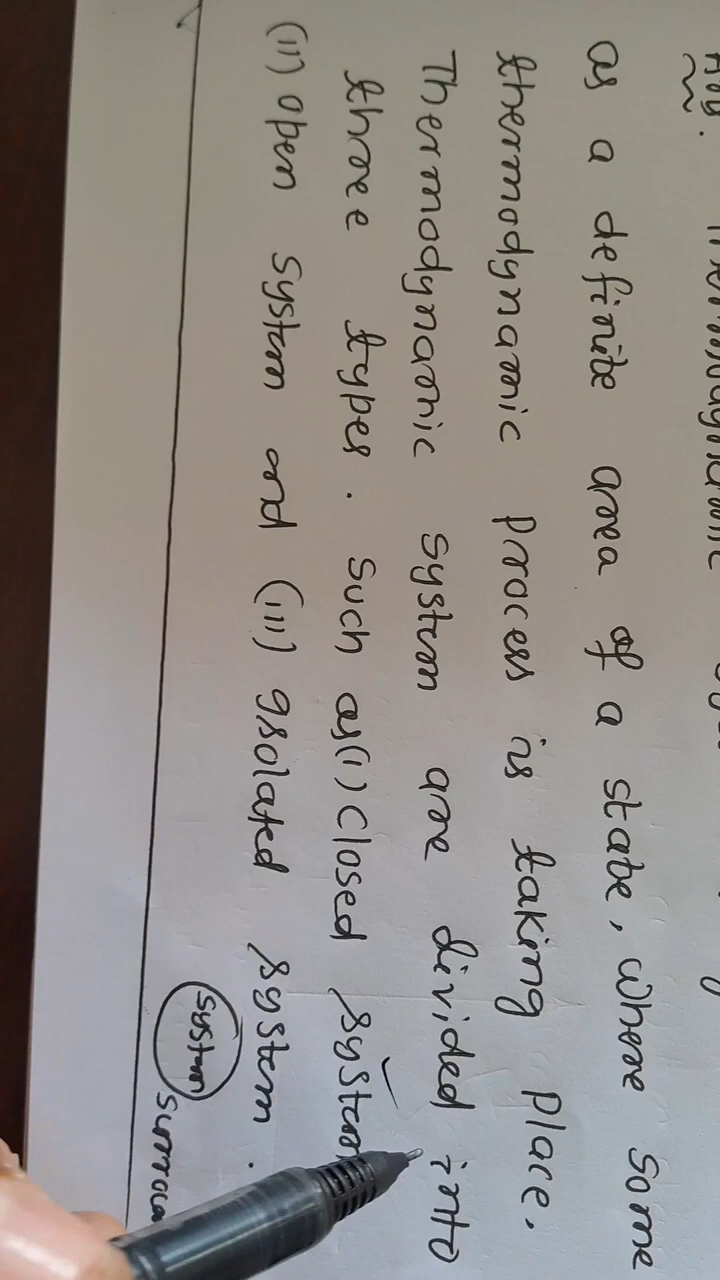 as a definite area of a state, where some
thermodynamic process is taking place.
Thermodynamic system are divided into
three types. such as (i) closed system
(ii) open system and (iii) Isolated system.
system